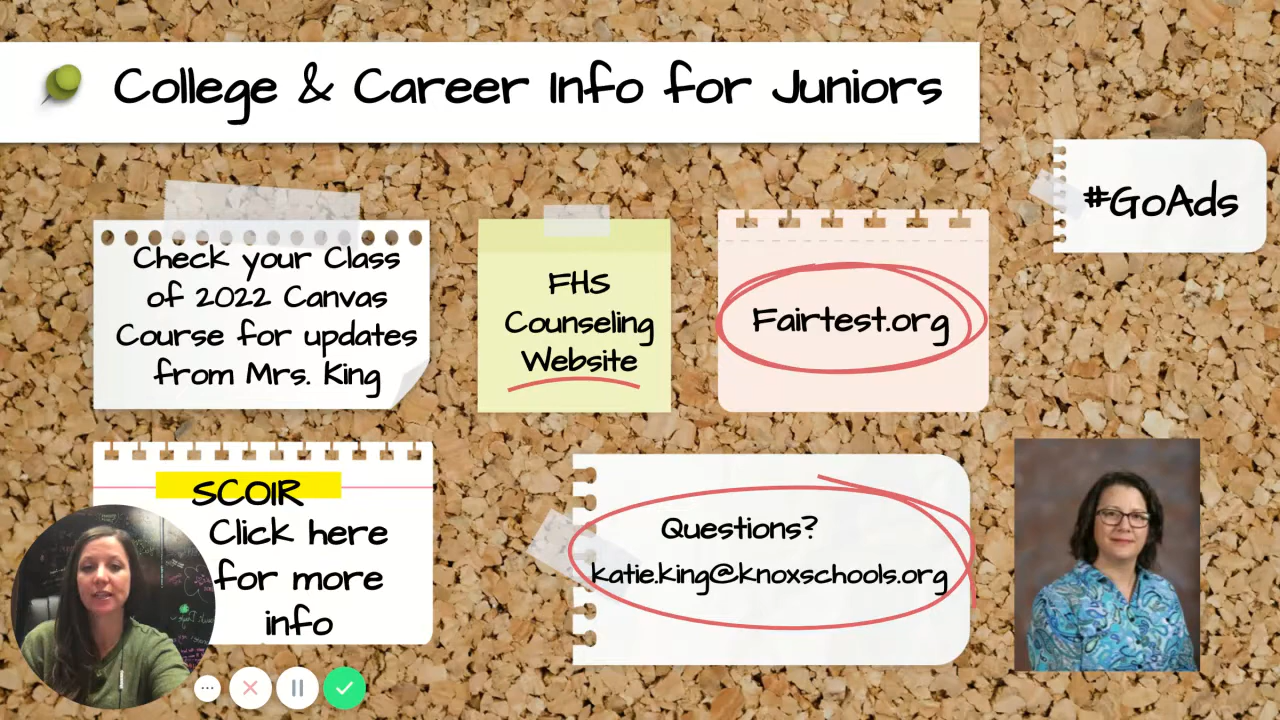 College & Career Info for Juniors
#GoAds
Check your Class
of 2022 Canvas
Course for updates
from Mrs. King
FHS
Counseling
Website
Fairtest.org
SCOIR
Click here
for more
info
Questions?
katie.king@knoxschools.org